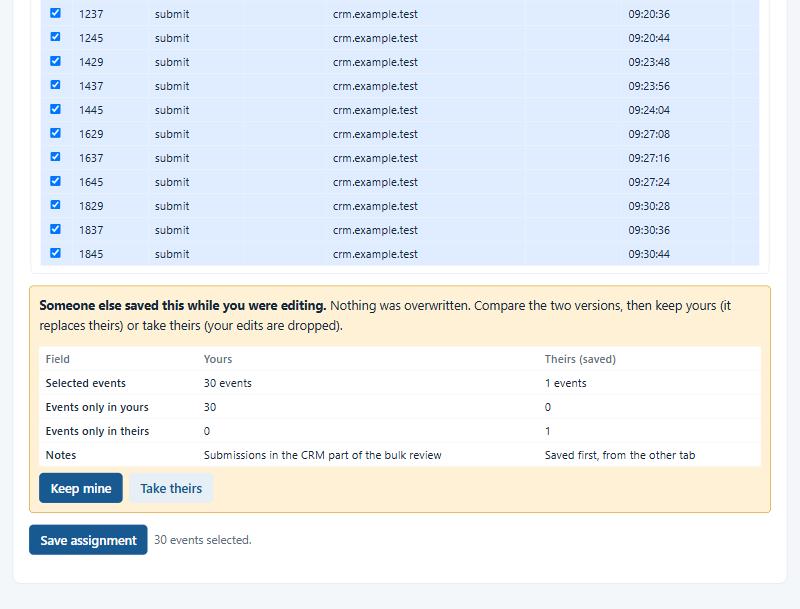 1237 submit crm.example.test 09:20:36
1245 submit crm.example.test 09:20:44
1429 submit crm.example.test 09:23:48
1437 submit crm.example.test 09:23:56
1445 submit crm.example.test 09:24:04
1629 submit crm.example.test 09:27:08
1637 submit crm.example.test 09:27:16
1645 submit crm.example.test 09:27:24
1829 submit crm.example.test 09:30:28
1837 submit crm.example.test 09:30:36
1845 submit crm.example.test 09:30:44
Someone else saved this while you were editing. Nothing was overwritten. Compare the two versions, then keep yours (it
replaces theirs) or take theirs (your edits are dropped).
Field Yours Theirs (saved)
Selected events 30 events 1 events
Events only in yours 30 0
Events only in theirs 0 1
Notes Submissions in the CRM part of the bulk review Saved first, from the other tab
Keep mine Take theirs
Save assignment 30 events selected.